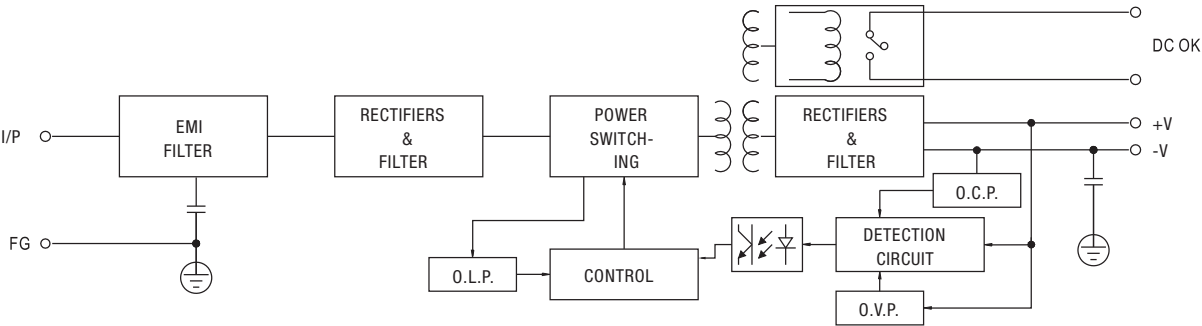 DC OK
I/P
EMI
FILTER
RECTIFIERS
&
FILTER
POWER
SWITCH-
ING
RECTIFIERS
&
FILTER
+V
-V
O.C.P.
FG
O.L.P.
CONTROL
DETECTION
CIRCUIT
O.V.P.